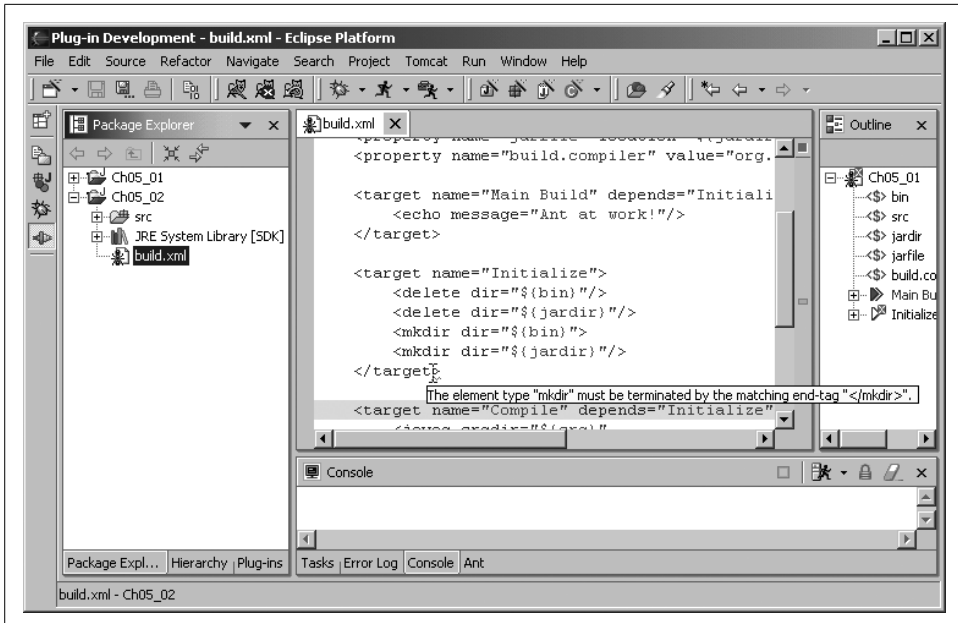 Plug-in Development - build.xml - Eclipse Platform
File Edit Source Refactor Navigate Search Project Tomcat Run Window Help
Package Explorer
Ch05_01
Ch05_02
src
JRE System Library [SDK]
build.xml
Package Expl... Hierarchy Plug-ins
build.xml
<property name="build.compiler" value="org.
<target name="Main Build" depends="Initiali
<echo message="Ant at work!"/>
</target>
<target name="Initialize">
<delete dir="${bin}"/>
<delete dir="${jardir}"/>
<mkdir dir="${bin}">
<mkdir dir="${jardir}"/>
</target>
The element type "mkdir" must be terminated by the matching end-tag "</mkdir>".
<target name="Compile" depends="Initialize"
Outline
Ch05_01
<$> bin
<$> src
<$> jardir
<$> jarfile
<$> build.co
Main Bu
Initialize
Console
Tasks Error Log Console Ant
build.xml - Ch05_02